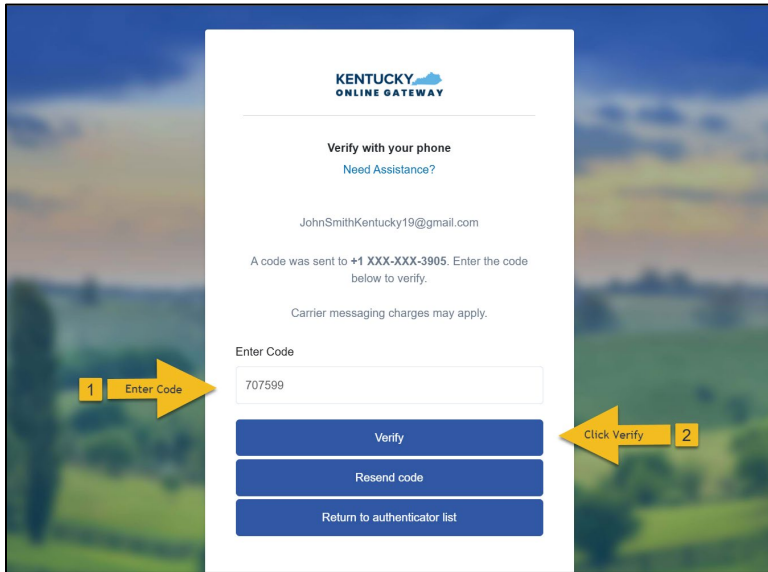 KENTUCKY
ONLINE GATEWAY
Verify with your phone
Need Assistance?
JohnSmithKentucky19@gmail.com
A code was sent to +1 XXX-XXX-3905. Enter the code
below to verify.
Carrier messaging charges may apply.
Enter Code
1 Enter Code
707599
Verify
Click Verify 2
Resend code
Return to authenticator list